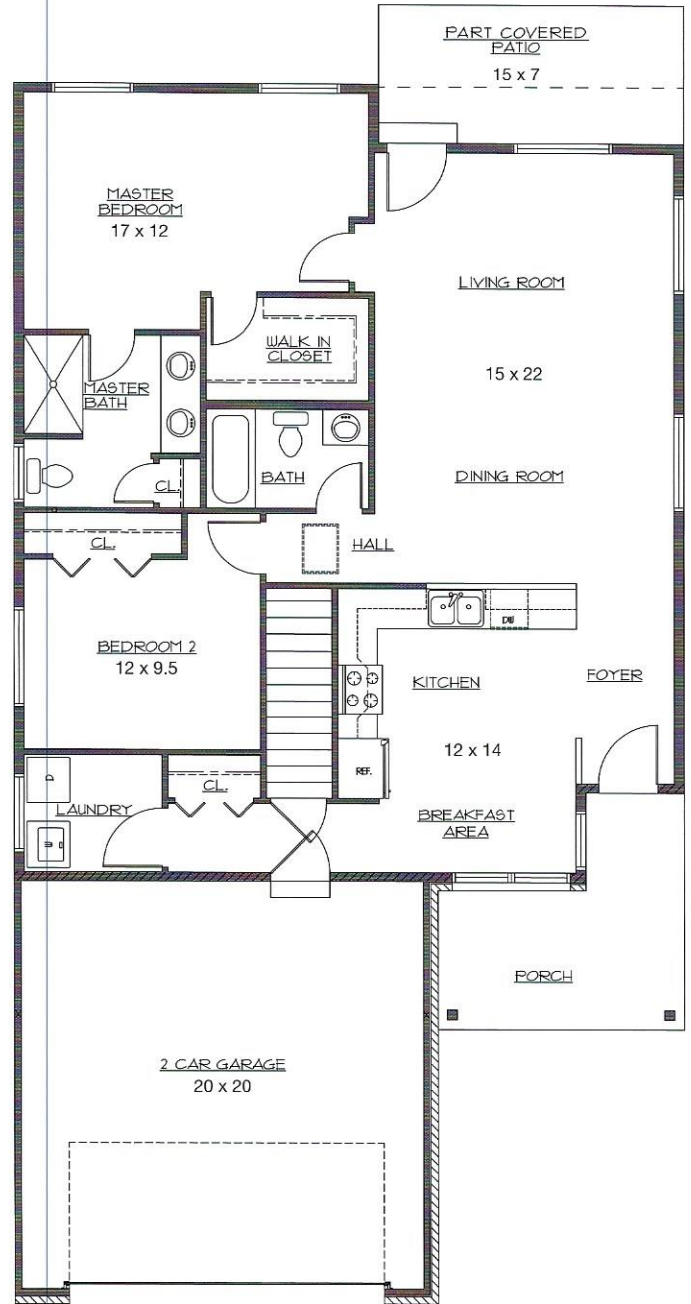 PART COVERED
PATIO
15 x 7
MASTER
BEDROOM
17 x 12
LIVING ROOM
WALK IN
CLOSET
15 x 22
MASTER
BATH
DINING ROOM
BATH
CL.
CL.
HALL
BEDROOM 2
12 x 9.5
DW
KITCHEN
FOYER
12 x 14
REF.
D
CL.
LAUNDRY
BREAKFAST
AREA
W
PORCH
2 CAR GARAGE
20 x 20